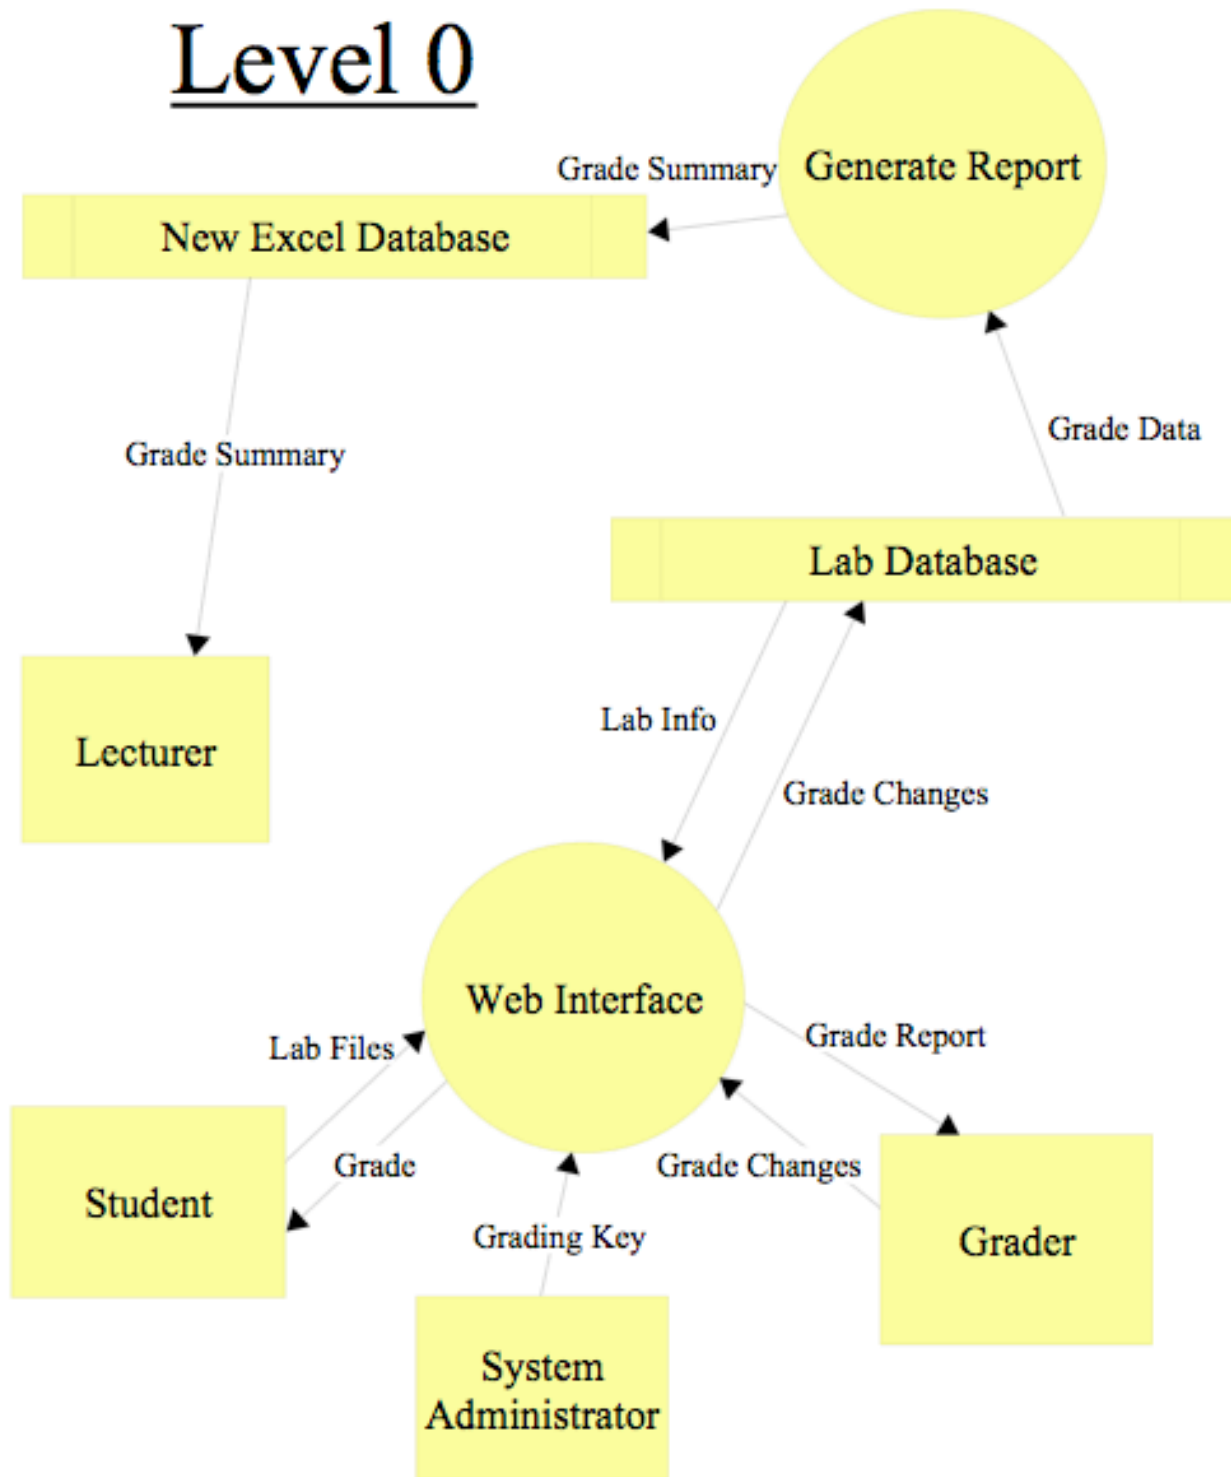 Level 0
Generate Report
Grade Summary
New Excel Database
Grade Data
Grade Summary
Lab Database
Lab Info
Lecturer
Grade Changes
Web Interface
Lab Files
Grade Report
Grade
Grade Changes
Student
Grading Key
Grader
System
Administrator